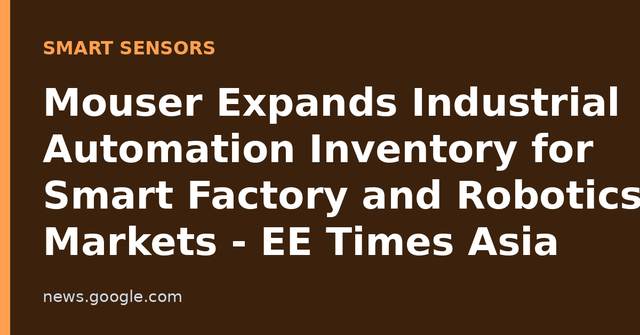 SMART SENSORS
Mouser Expands Industrial
Automation Inventory for
Smart Factory and Robotics
Markets - EE Times Asia
news.google.com